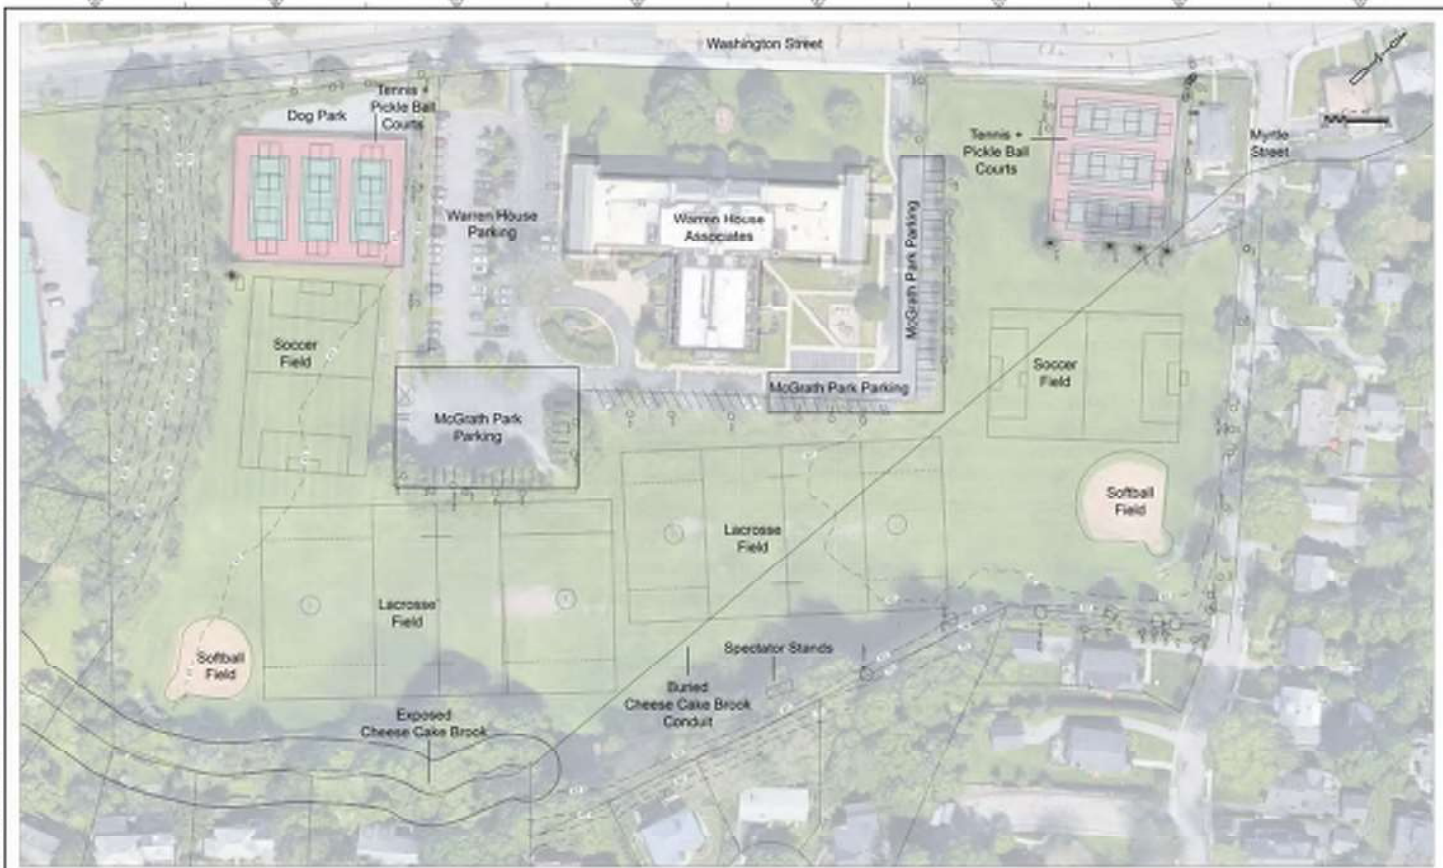 Washington Street
Tennis +
Pickle Ball
Courts
Dog Park
Tennis +
Pickle Ball
Courts
Myrtle
Street
Warren House
Parking
Warren House
Associates
McGrath Park Parking
Soccer
Field
McGrath Park
Parking
McGrath Park Parking
Soccer
Field
Softball
Field
Lacrosse
Field
Lacrosse
Field
Softball
Field
Spectator Stands
Buried
Cheese Cake Brook
Conduit
Exposed
Cheese Cake Brook